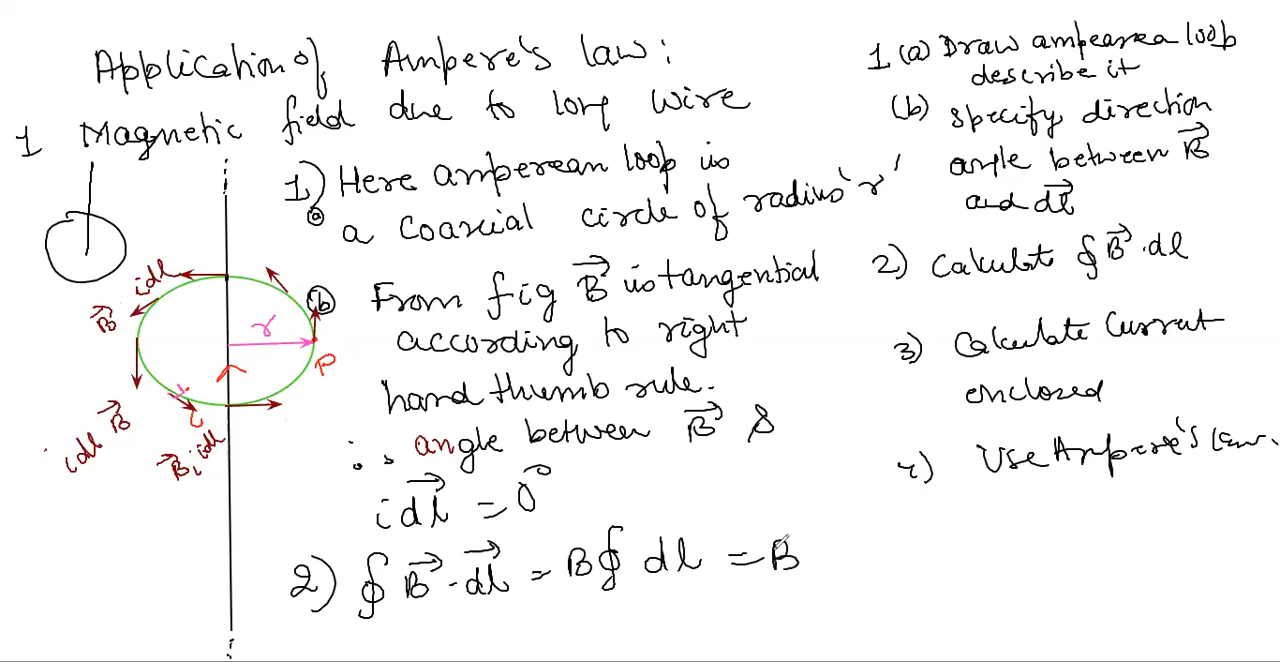 Application of Ampere's law:
1 Magnetic field due to long wire
1) Here amperean loop is
(a) a coaxial circle of radius 'r'
(b) From fig B⃗ is tangential
according to right
hand thumb rule.
∴ angle between B⃗ &
idl⃗ = 0°
2) ∮ B⃗ · dl⃗ = B ∮ dl = B
idl
B⃗
r
P
idl B⃗
B⃗, idl
1 (a) Draw ampearea loop
describe it
(b) specify direction
angle between B⃗
and dl⃗
2) Calculate ∮ B⃗ · dl
3) Calculate Current
enclosed
4) Use Ampere's law.